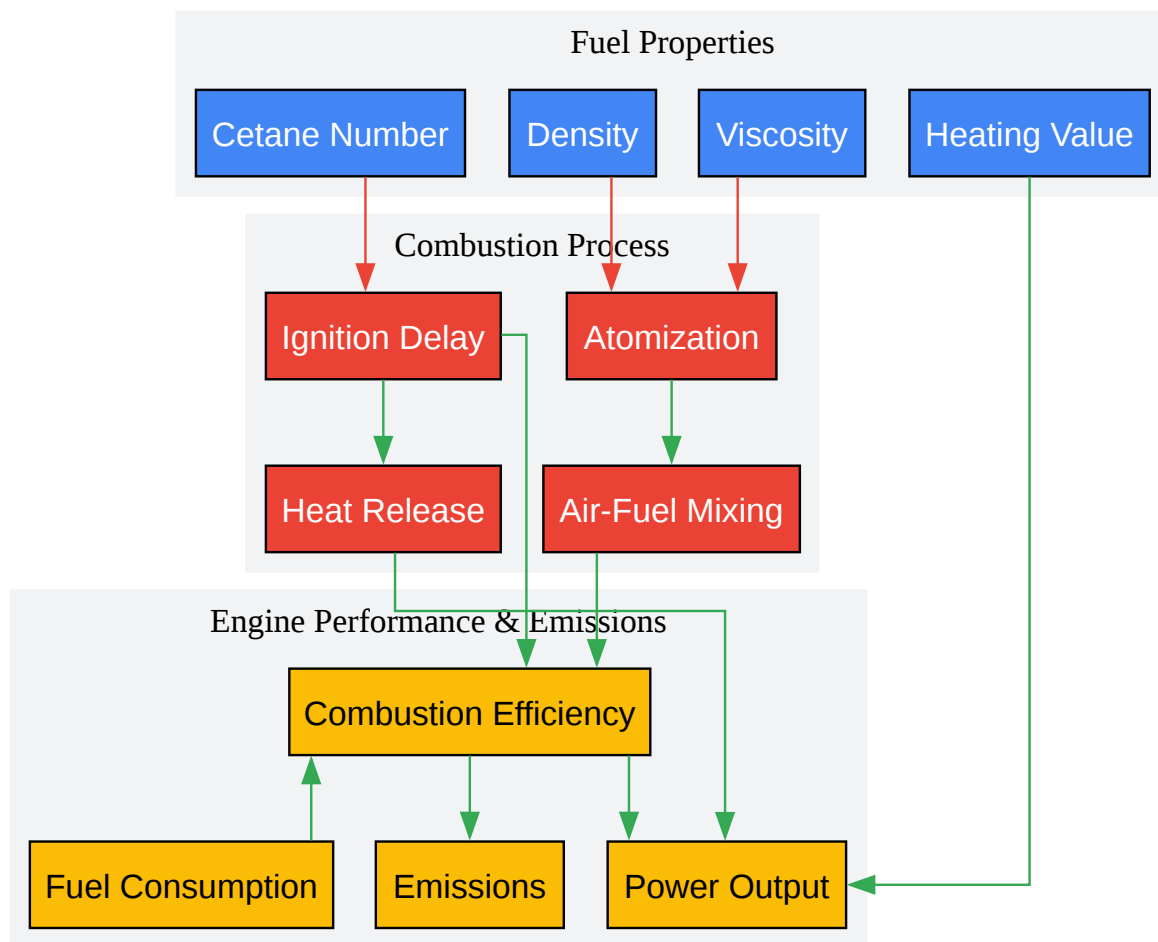 Fuel Properties
Cetane Number
Density
Viscosity
Heating Value
Combustion Process
Ignition Delay
Atomization
Heat Release
Air-Fuel Mixing
Engine Performance & Emissions
Combustion Efficiency
Fuel Consumption
Emissions
Power Output